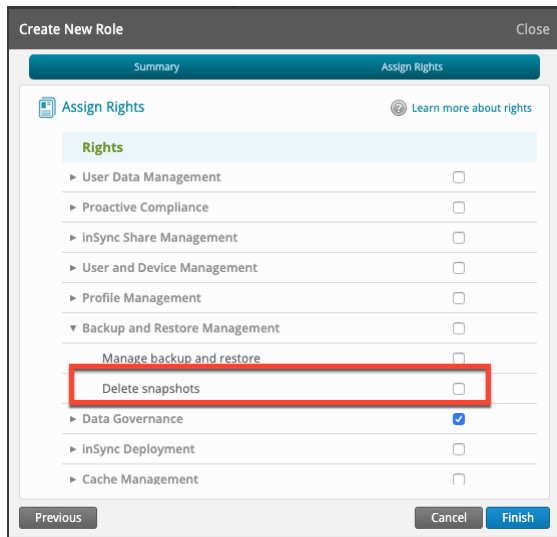 Create New Role
Close
Summary
Assign Rights
Assign Rights
Learn more about rights
Rights
User Data Management
Proactive Compliance
inSync Share Management
User and Device Management
Profile Management
Backup and Restore Management
Manage backup and restore
Delete snapshots
Data Governance
inSync Deployment
Cache Management
Previous
Cancel
Finish